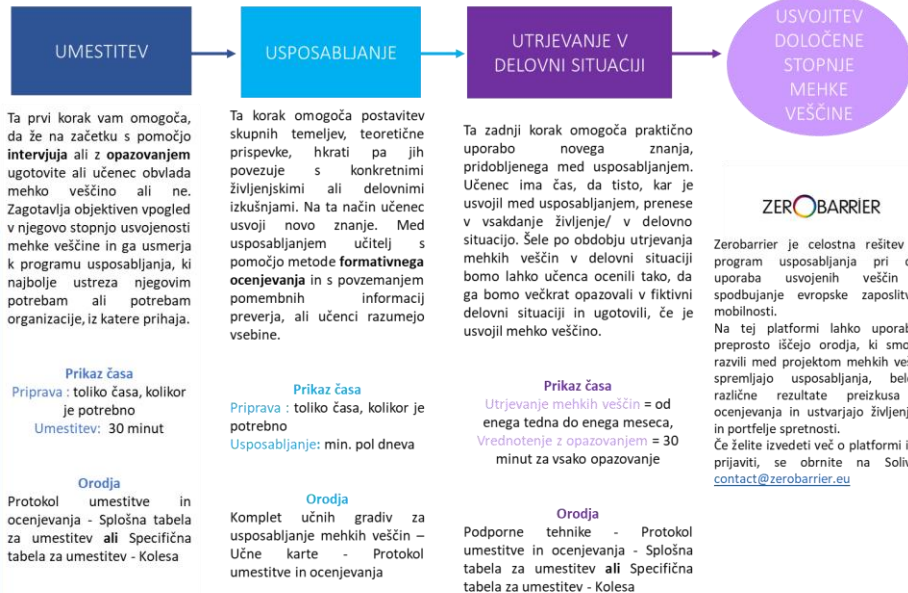 UMESTITEV
Ta prvi korak vam omogoča,
da že na začetku s pomočjo
intervjuja ali z opazovanjem
ugotovite ali učenec obvlada
mehko veščino ali ne.
Zagotavlja objektiven vpogled
v njegovo stopnjo usvojenosti
mehke veščine in ga usmerja
k programu usposabljanja, ki
najbolje ustreza njegovim
potrebam ali potrebam
organizacije, iz katere prihaja.
Prikaz časa
Priprava : toliko časa, kolikor
je potrebno
Umestitev: 30 minut
Orodja
Protokol umestitve in
ocenjevanja - Splošna tabela
za umestitev ali Specifična
tabela za umestitev - Kolesa
USPOSABLJANJE
Ta korak omogoča postavitev
skupnih temeljev, teoretične
prispevke, hkrati pa jih
povezuje s konkretnimi
življenjskimi ali delovnimi
izkušnjami. Na ta način učenec
usvoji novo znanje. Med
usposabljanjem učitelj s
pomočjo metode formativnega
ocenjevanja in s povzemanjem
pomembnih informacij
preverja, ali učenci razumejo
vsebine.
Prikaz časa
Priprava : toliko časa, kolikor je
potrebno
Usposabljanje: min. pol dneva
Orodja
Komplet učnih gradiv za
usposabljanje mehkih veščin –
Učne karte - Protokol
umestitve in ocenjevanja
UTRJEVANJE V
DELOVNI SITUACIJI
Ta zadnji korak omogoča praktično
uporabo novega znanja,
pridobljenega med usposabljanjem.
Učenec ima čas, da tisto, kar je
usvojil med usposabljanjem, prenese
v vsakdanje življenje/ v delovno
situacijo. Šele po obdobju utrjevanja
mehkih veščin v delovni situaciji
bomo lahko učenca ocenili tako, da
ga bomo večkrat opazovali v fiktivni
delovni situaciji in ugotovili, če je
usvojil mehko veščino.
Prikaz časa
Utrjevanje mehkih veščin = od
enega tedna do enega meseca,
Vrednotenje z opazovanjem = 30
minut za vsako opazovanje
Orodja
Podporne tehnike - Protokol
umestitve in ocenjevanja - Splošna
tabela za umestitev ali Specifična
tabela za umestitev - Kolesa
USVOJITEV
DOLOČENE
STOPNJE
MEHKE
VEŠČINE
ZEROBARRIER
Zerobarrier je celostna rešitev
program usposabljanja pri
uporaba usvojenih veščin
spodbujanje evropske
mobilnosti.
Na tej platformi lahko
preprosto iščejo orodja, ki
razvili med projektom mehkih
spremljajo usposabljanja,
različne rezultate preizkusa
ocenjevanja in ustvarjajo
in portfelje spretnosti.
Če želite izvedeti več o platformi
prijaviti, se obrnite na
contact@zerobarrier.eu